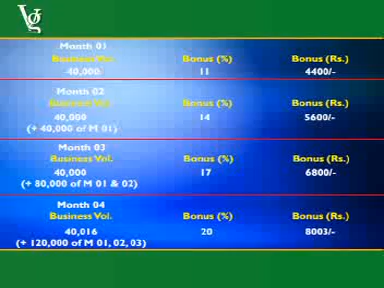 Vg
Month 01
Business Vol. Bonus (%) Bonus (Rs.)
40,000 11 4400/-
Month 02
Business Vol. Bonus (%) Bonus (Rs.)
40,000 14 5600/-
(+ 40,000 of M 01)
Month 03
Business Vol. Bonus (%) Bonus (Rs.)
40,000 17 6800/-
(+ 80,000 of M 01 & 02)
Month 04
Business Vol. Bonus (%) Bonus (Rs.)
40,016 20 8003/-
(+ 120,000 of M 01, 02, 03)